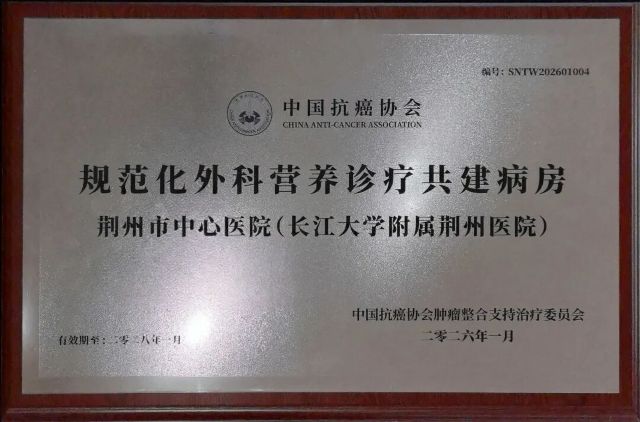 编号：SNTW202601004
中国抗癌协会
CHINA ANTI-CANCER ASSOCIATION
规范化外科营养诊疗共建病房
荆州市中心医院（长江大学附属荆州医院）
中国抗癌协会肿瘤整合支持治疗委员会
二零二六年一月
有效期至：二零二八年一月